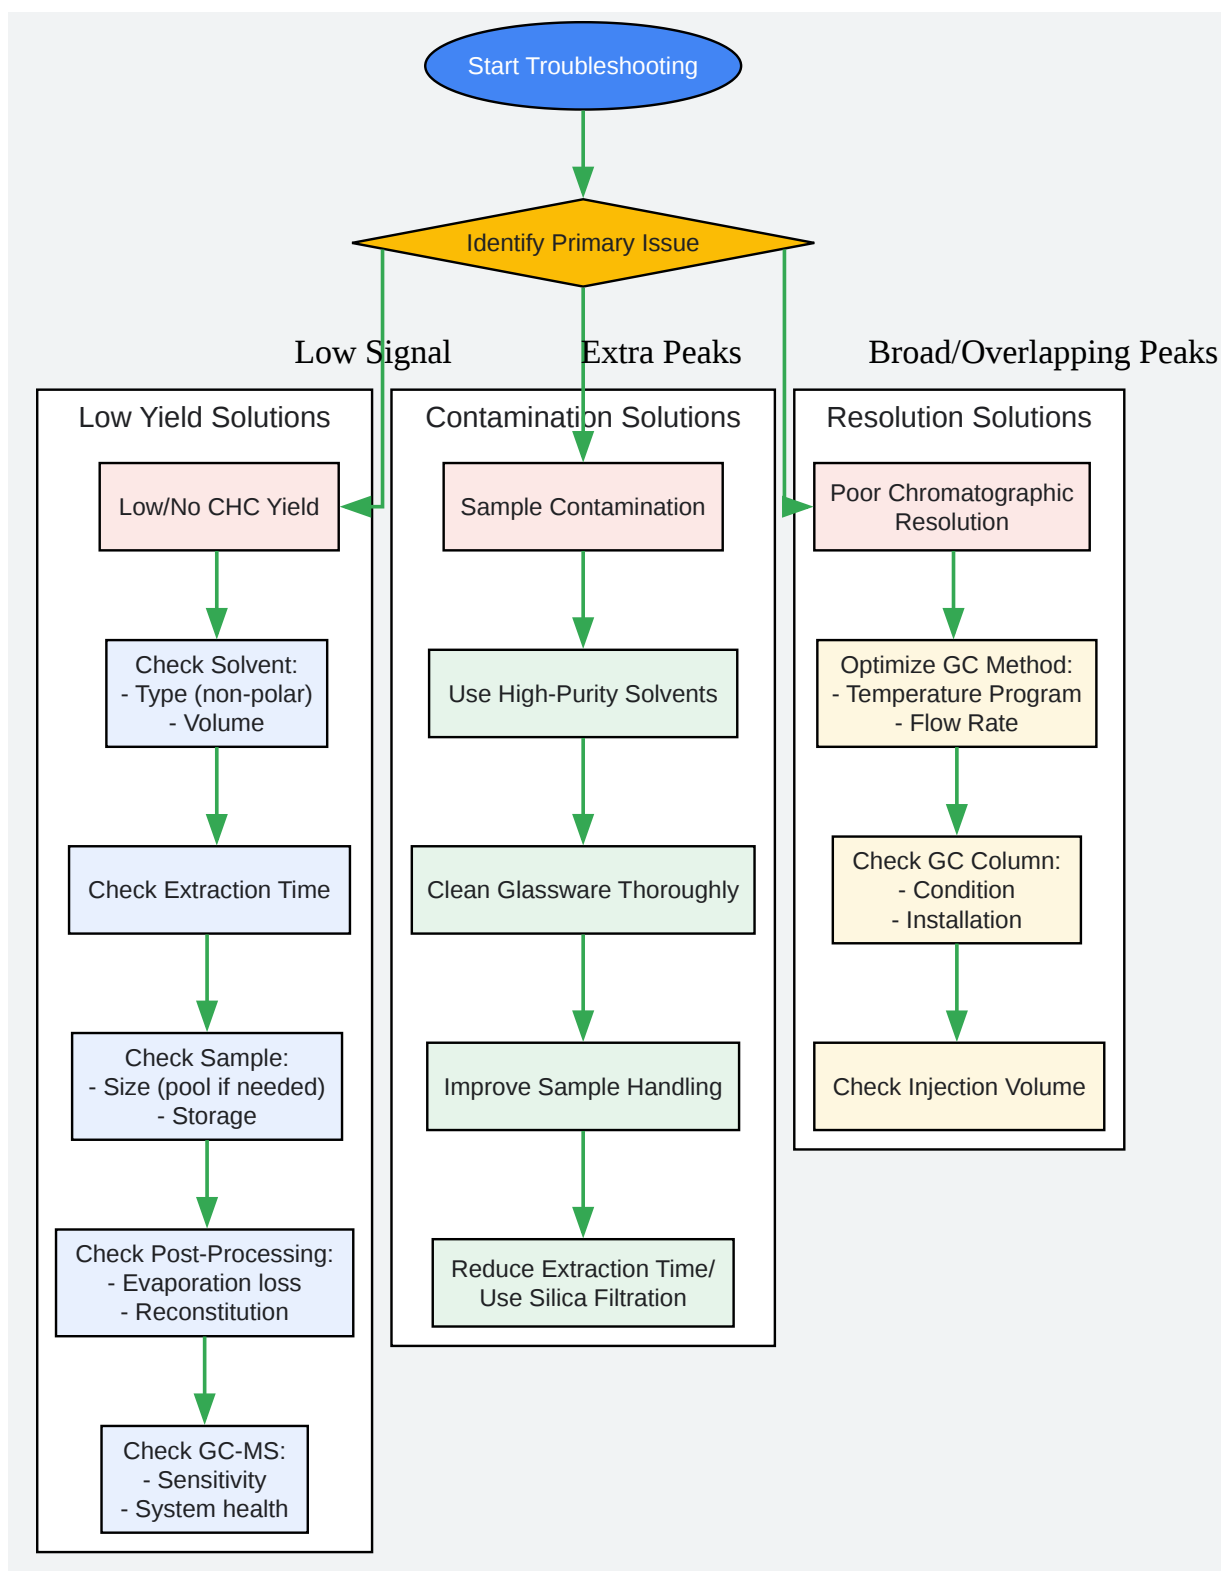 Start Troubleshooting
Identify Primary Issue
Low Signal
Extra Peaks
Broad/Overlapping Peaks
Low Yield Solutions
Low/No CHC Yield
Check Solvent:
- Type (non-polar)
- Volume
Check Extraction Time
Check Sample:
- Size (pool if needed)
- Storage
Check Post-Processing:
- Evaporation loss
- Reconstitution
Check GC-MS:
- Sensitivity
- System health
Contamination Solutions
Sample Contamination
Use High-Purity Solvents
Clean Glassware Thoroughly
Improve Sample Handling
Reduce Extraction Time/
Use Silica Filtration
Resolution Solutions
Poor Chromatographic
Resolution
Optimize GC Method:
- Temperature Program
- Flow Rate
Check GC Column:
- Condition
- Installation
Check Injection Volume